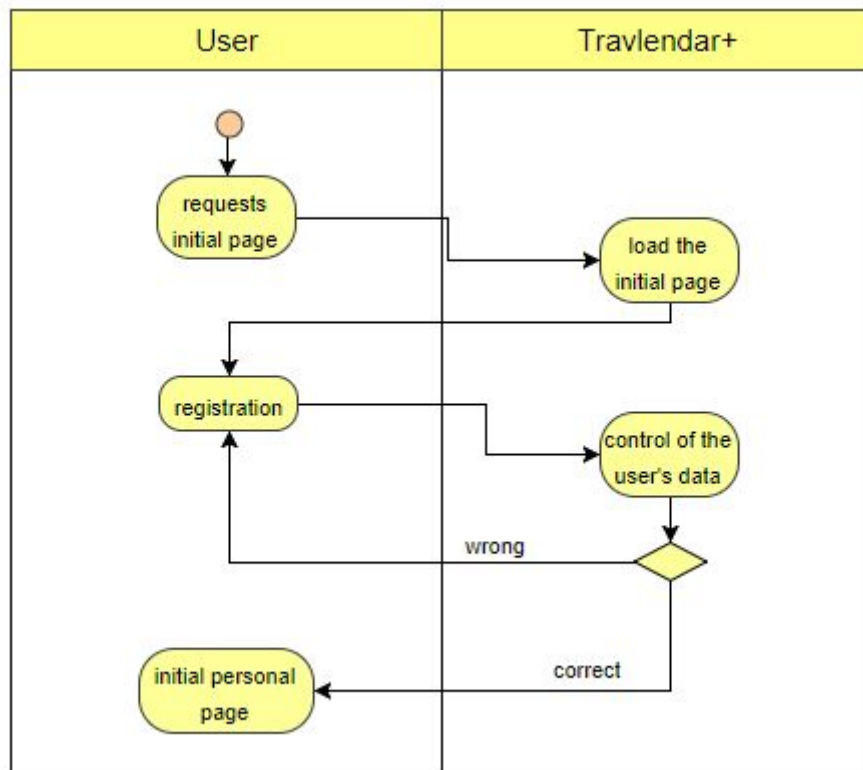 User
Travlendar+
requests
initial page
load the
initial page
registration
control of the
user's data
wrong
correct
initial personal
page